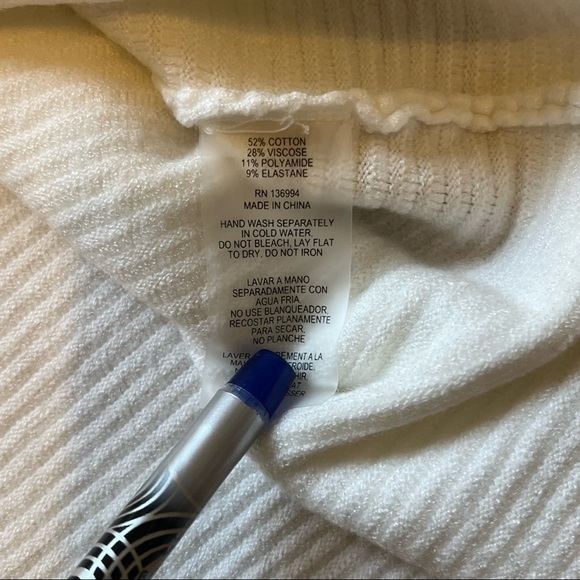 52% COTTON
28% VISCOSE
11% POLYAMIDE
9% ELASTANE
RN 136994
MADE IN CHINA
HAND WASH SEPARATELY
IN COLD WATER.
DO NOT BLEACH, LAY FLAT
TO DRY. DO NOT IRON
LAVAR A MANO
SEPARADAMENTE CON
AGUA FRIA.
NO USE BLANQUEADOR.
RECOSTAR PLANAMENTE
PARA SECAR,
NO PLANCHE
A LA